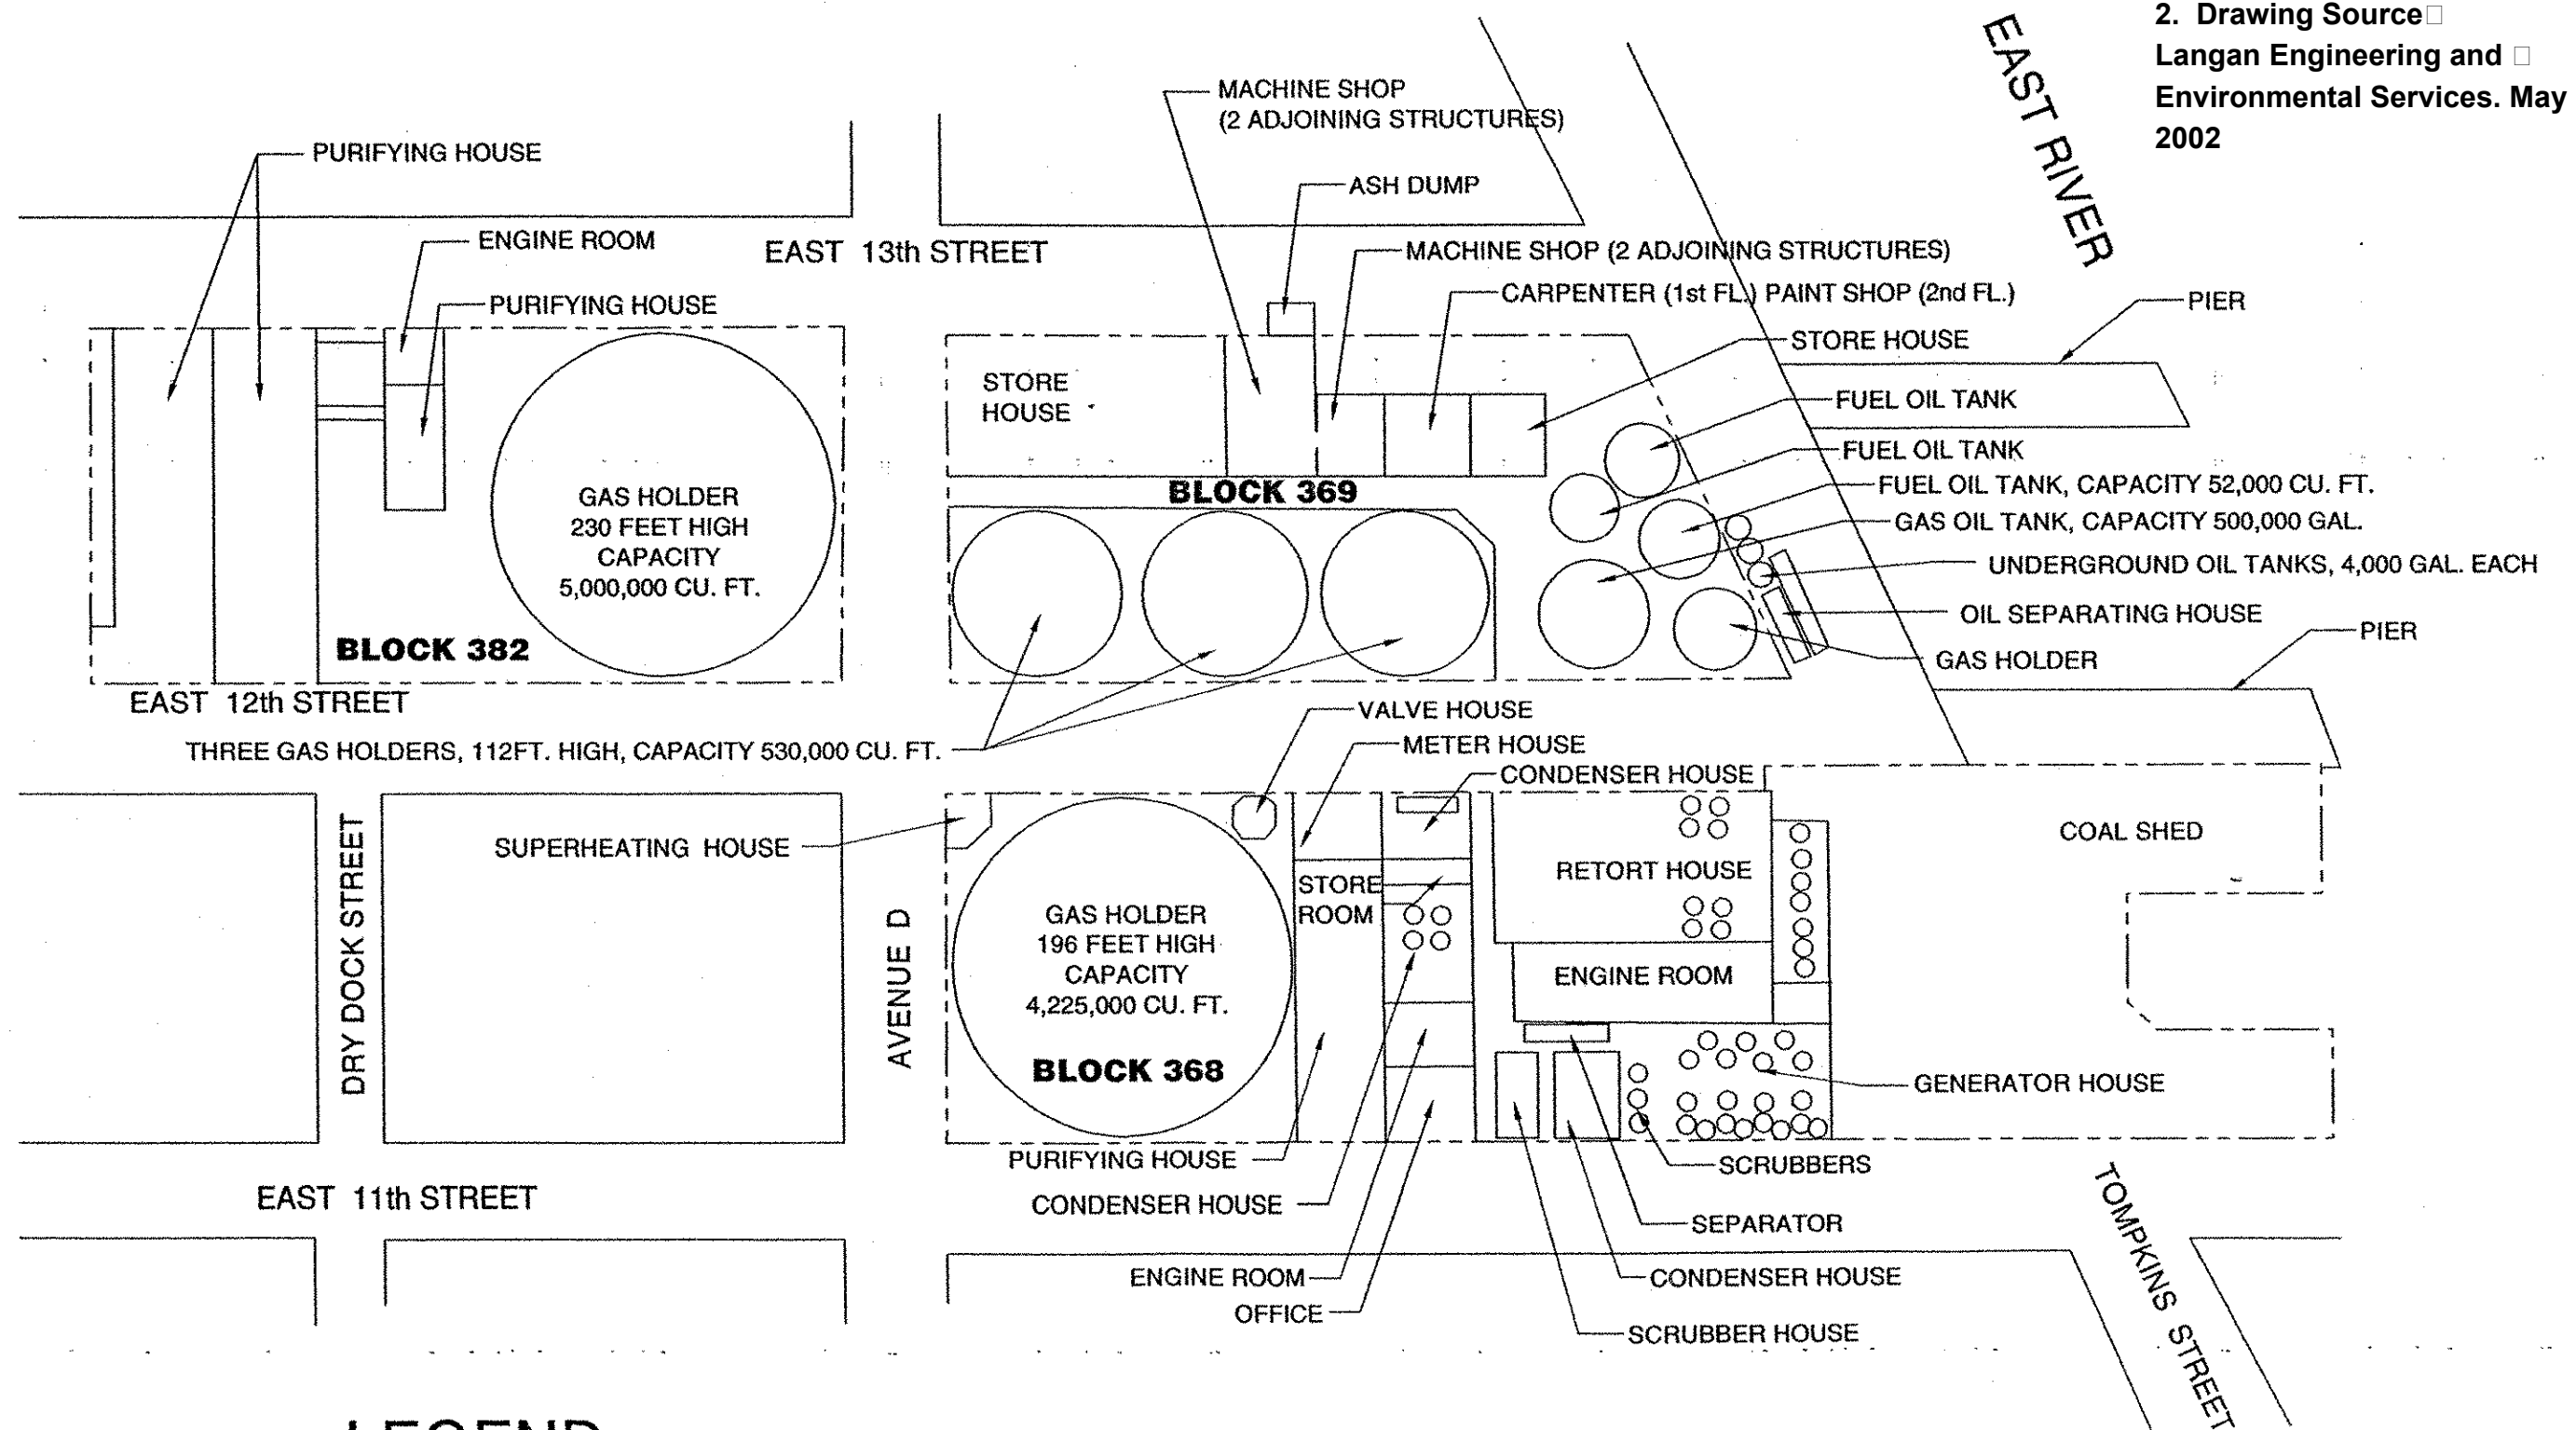 2. Drawing Source
Langan Engineering and
Environmental Services. May
2002
EAST RIVER
MACHINE SHOP
(2 ADJOINING STRUCTURES)
PURIFYING HOUSE
ASH DUMP
ENGINE ROOM
EAST 13th STREET
MACHINE SHOP (2 ADJOINING STRUCTURES)
CARPENTER (1st FL.) PAINT SHOP (2nd FL.)
PURIFYING HOUSE
PIER
STORE HOUSE
STORE
HOUSE
FUEL OIL TANK
FUEL OIL TANK
FUEL OIL TANK, CAPACITY 52,000 CU. FT.
BLOCK 369
GAS HOLDER
230 FEET HIGH
CAPACITY
5,000,000 CU. FT.
GAS OIL TANK, CAPACITY 500,000 GAL.
UNDERGROUND OIL TANKS, 4,000 GAL. EACH
OIL SEPARATING HOUSE
PIER
BLOCK 382
GAS HOLDER
EAST 12th STREET
VALVE HOUSE
THREE GAS HOLDERS, 112FT. HIGH, CAPACITY 530,000 CU. FT.
METER HOUSE
CONDENSER HOUSE
COAL SHED
SUPERHEATING HOUSE
RETORT HOUSE
STORE
ROOM
DRY DOCK STREET
AVENUE D
GAS HOLDER
196 FEET HIGH
CAPACITY
4,225,000 CU. FT.
ENGINE ROOM
BLOCK 368
GENERATOR HOUSE
PURIFYING HOUSE
SCRUBBERS
EAST 11th STREET
CONDENSER HOUSE
SEPARATOR
TOMPKINS STREET
ENGINE ROOM
CONDENSER HOUSE
OFFICE
SCRUBBER HOUSE
LEGEND